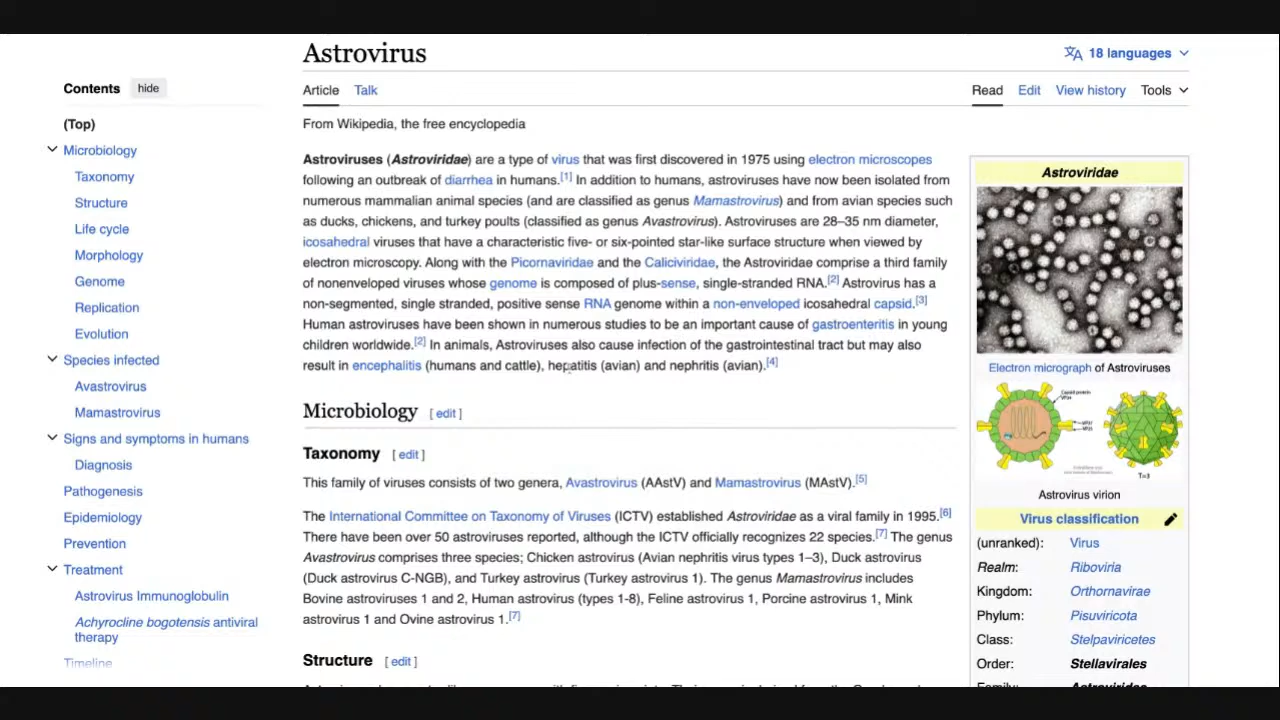 Astrovirus
18 languages
Contents hide
Article Talk
Read Edit View history Tools
(Top)
Microbiology
Taxonomy
Structure
Life cycle
Morphology
Genome
Replication
Evolution
Species infected
Avastrovirus
Mamastrovirus
Signs and symptoms in humans
Diagnosis
Pathogenesis
Epidemiology
Prevention
Treatment
Astrovirus Immunoglobulin
Achyrocline bogotensis antiviral
therapy
Timeline
From Wikipedia, the free encyclopedia
Astroviruses (Astroviridae) are a type of virus that was first discovered in 1975 using electron microscopes
following an outbreak of diarrhea in humans.[1] In addition to humans, astroviruses have now been isolated from
numerous mammalian animal species (and are classified as genus Mamastrovirus) and from avian species such
as ducks, chickens, and turkey poults (classified as genus Avastrovirus). Astroviruses are 28–35 nm diameter,
icosahedral viruses that have a characteristic five- or six-pointed star-like surface structure when viewed by
electron microscopy. Along with the Picornaviridae and the Caliciviridae, the Astroviridae comprise a third family
of nonenveloped viruses whose genome is composed of plus-sense, single-stranded RNA.[2] Astrovirus has a
non-segmented, single stranded, positive sense RNA genome within a non-enveloped icosahedral capsid.[3]
Human astroviruses have been shown in numerous studies to be an important cause of gastroenteritis in young
children worldwide.[2] In animals, Astroviruses also cause infection of the gastrointestinal tract but may also
result in encephalitis (humans and cattle), hepatitis (avian) and nephritis (avian).[4]
Microbiology [ edit ]
Taxonomy [ edit ]
This family of viruses consists of two genera, Avastrovirus (AAstV) and Mamastrovirus (MAstV).[5]
The International Committee on Taxonomy of Viruses (ICTV) established Astroviridae as a viral family in 1995.[6]
There have been over 50 astroviruses reported, although the ICTV officially recognizes 22 species.[7] The genus
Avastrovirus comprises three species; Chicken astrovirus (Avian nephritis virus types 1–3), Duck astrovirus
(Duck astrovirus C-NGB), and Turkey astrovirus (Turkey astrovirus 1). The genus Mamastrovirus includes
Bovine astroviruses 1 and 2, Human astrovirus (types 1-8), Feline astrovirus 1, Porcine astrovirus 1, Mink
astrovirus 1 and Ovine astrovirus 1.[7]
Structure [ edit ]
Astroviridae
Electron micrograph of Astroviruses
Capsid protein
T=3
Astrovirus virion
Virus classification
(unranked): Virus
Realm: Riboviria
Kingdom: Orthornavirae
Phylum: Pisuviricota
Class: Stelpaviricetes
Order: Stellavirales
Family: Astroviridae